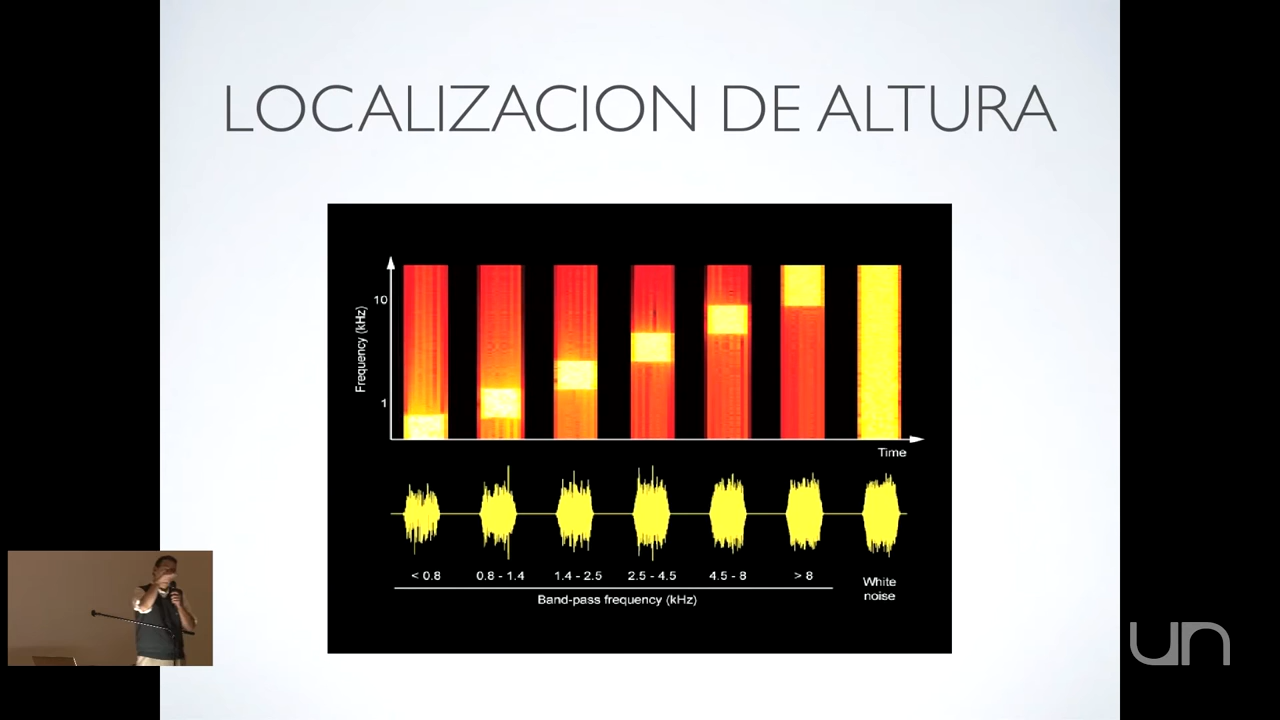 LOCALIZACION DE ALTURA
10
Frequency (kHz)
1
Time
< 0.8
0.8 - 1.4
1.4 - 2.5
2.5 - 4.5
4.5 - 8
> 8
White
noise
Band-pass frequency (kHz)
un